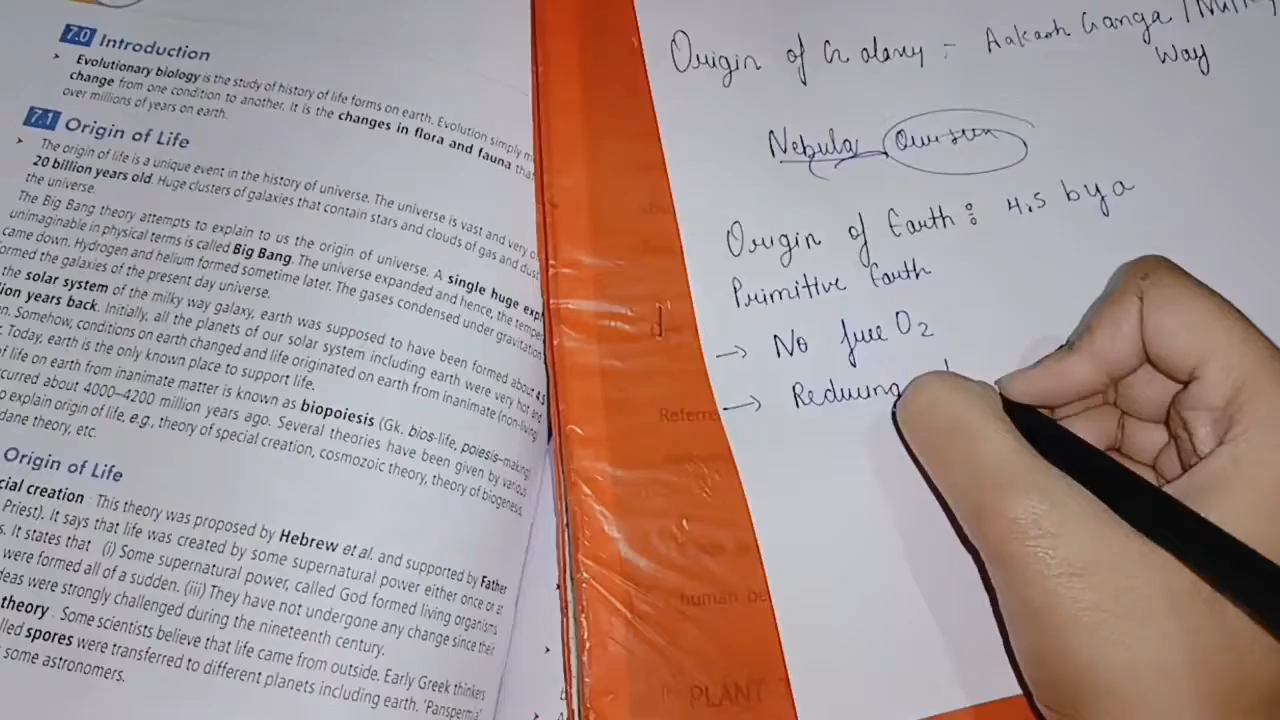 7.0 Introduction
Evolutionary biology is the study of history of life forms on earth. Evolution simply
change from one condition to another. It is the changes in flora and fauna
over millions of years on earth.
7.1 Origin of Life
The origin of life is a unique event in the history of universe. The universe is vast and very
20 billion years old. Huge clusters of galaxies that contain stars and clouds of gas and dust
the universe.
The Big Bang theory attempts to explain to us the origin of universe. A single huge
unimaginable in physical terms is called Big Bang. The universe expanded and hence, the
came down. Hydrogen and helium formed sometime later. The gases condensed under
formed the galaxies of the present day universe.
the solar system of the milky way galaxy, earth was supposed to have been formed about
years back. Initially, all the planets of our solar system including earth were very hot and
Somehow, conditions on earth changed and life originated on earth from inanimate (non-living)
Today, earth is the only known place to support life.
of life on earth from inanimate matter is known as biopoiesis (Gk. bios-life, poiesis-making)
about 4000–4200 million years ago. Several theories have been given by various
explain origin of life. e.g., theory of special creation, cosmozoic theory, theory of biogenesis,
theory, etc.
Origin of Life
creation This theory was proposed by Hebrew et al. and supported by Father
Priest). It says that life was created by some supernatural power either once or at
It states that (i) Some supernatural power, called God formed living organisms
were formed all of a sudden. (iii) They have not undergone any change since their
were strongly challenged during the nineteenth century.
theory Some scientists believe that life came from outside. Early Greek thinkers
spores were transferred to different planets including earth. 'Panspermia'
some astronomers.
human
PLANT
Origin of Galaxy :- Aakash Ganga /
Way
Nebula
Origin of Earth : 4.5 bya
Primitive Earth
→ No free O2
→ Reducing